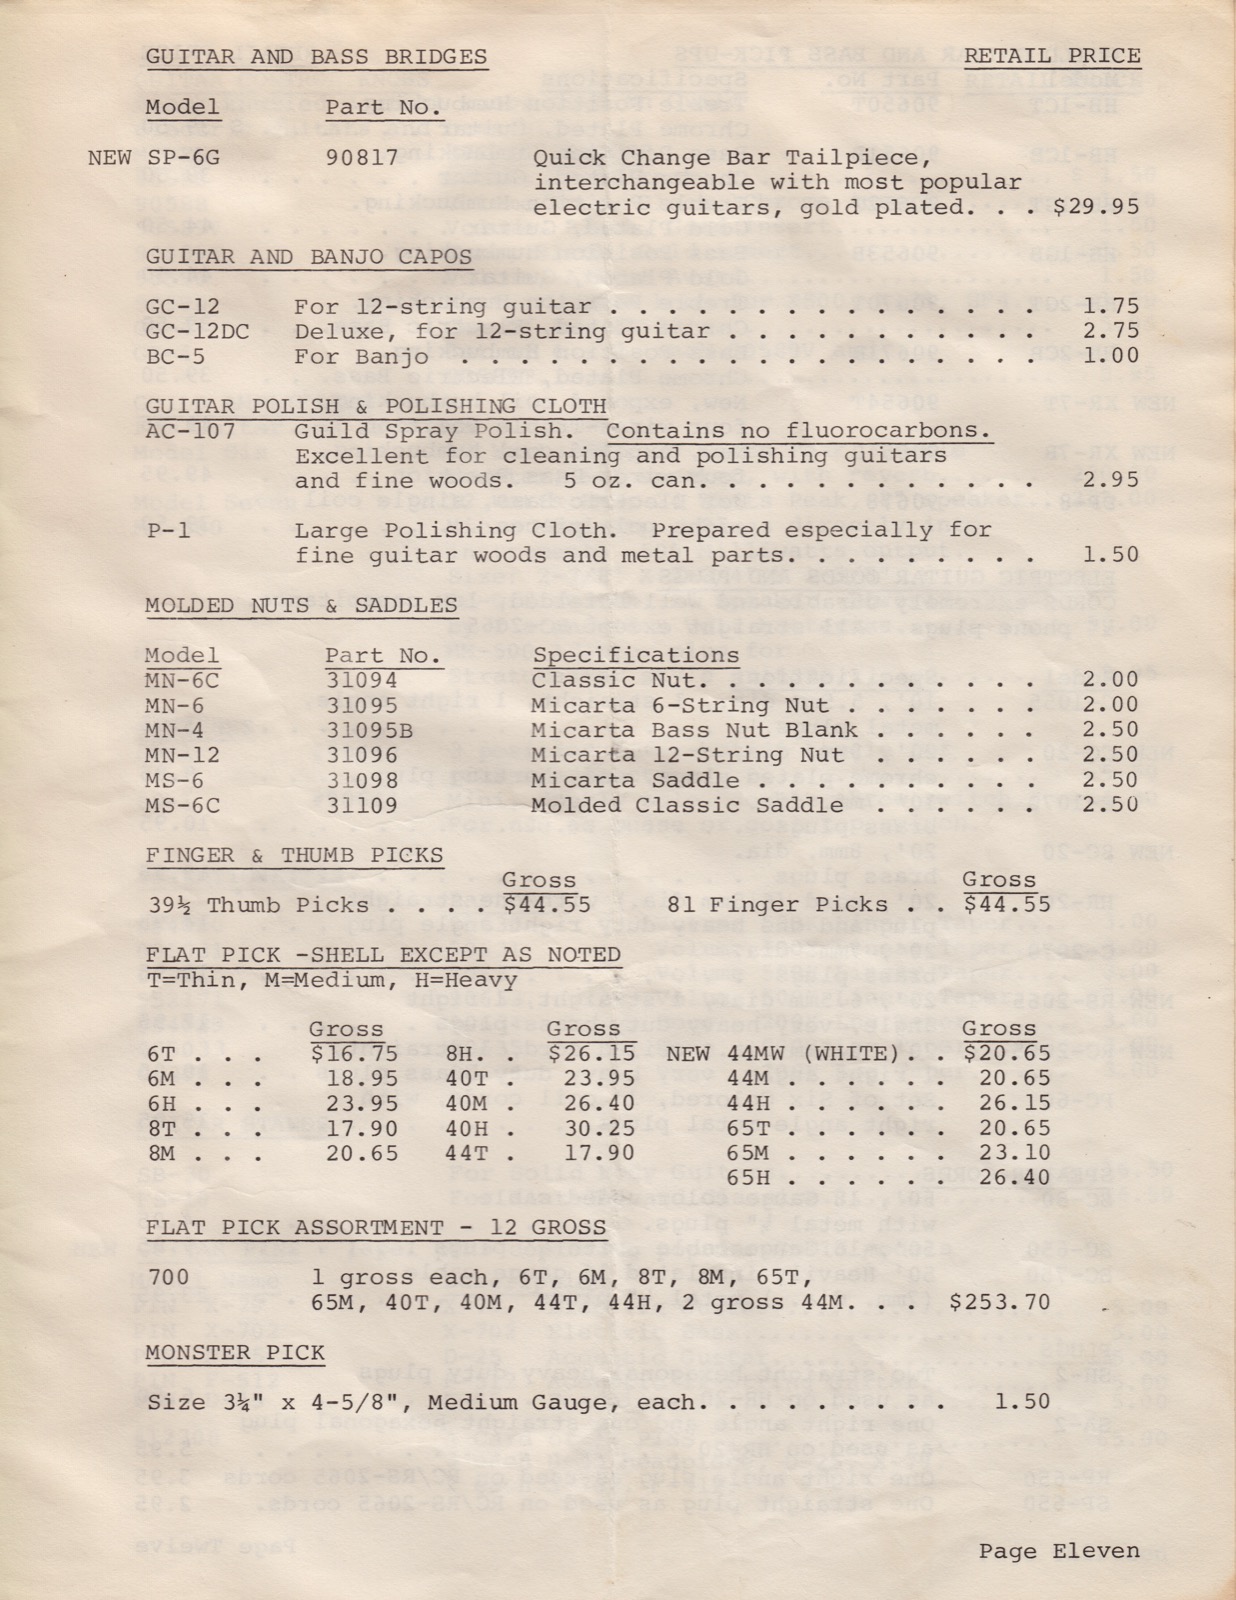 GUITAR AND BASS BRIDGES RETAIL PRICE
Model Part No.
NEW SP-6G 90817 Quick Change Bar Tailpiece,
interchangeable with most popular
electric guitars, gold plated. . . $29.95
GUITAR AND BANJO CAPOS
GC-12 For 12-string guitar . . . . . . . . . . . . . . . 1.75
GC-12DC Deluxe, for 12-string guitar . . . . . . . . . . . 2.75
BC-5 For Banjo . . . . . . . . . . . . . . . . . . . . 1.00
GUITAR POLISH & POLISHING CLOTH
AC-107 Guild Spray Polish. Contains no fluorocarbons.
Excellent for cleaning and polishing guitars
and fine woods. 5 oz. can. . . . . . . . . . . . 2.95
P-1 Large Polishing Cloth. Prepared especially for
fine guitar woods and metal parts. . . . . . . . . 1.50
MOLDED NUTS & SADDLES
Model Part No. Specifications
MN-6C 31094 Classic Nut. . . . . . . . . . . . 2.00
MN-6 31095 Micarta 6-String Nut . . . . . . . 2.00
MN-4 31095B Micarta Bass Nut Blank . . . . . . 2.50
MN-12 31096 Micarta 12-String Nut . . . . . . 2.50
MS-6 31098 Micarta Saddle . . . . . . . . . . 2.50
MS-6C 31109 Molded Classic Saddle . . . . . . 2.50
FINGER & THUMB PICKS
Gross Gross
39½ Thumb Picks . . . . $44.55 81 Finger Picks . . $44.55
FLAT PICK -SHELL EXCEPT AS NOTED
T=Thin, M=Medium, H=Heavy
Gross Gross Gross
6T . . . $16.75 8H. . $26.15 NEW 44MW (WHITE). . $20.65
6M . . . 18.95 40T . 23.95 44M . . . . . . 20.65
6H . . . 23.95 40M . 26.40 44H . . . . . . 26.15
8T . . . 17.90 40H . 30.25 65T . . . . . . 20.65
8M . . . 20.65 44T . 17.90 65M . . . . . . 23.10
65H . . . . . . 26.40
FLAT PICK ASSORTMENT - 12 GROSS
700 1 gross each, 6T, 6M, 8T, 8M, 65T,
65M, 40T, 40M, 44T, 44H, 2 gross 44M. . . $253.70
MONSTER PICK
Size 3¼" x 4-5/8", Medium Gauge, each. . . . . . . . . 1.50
Page Eleven